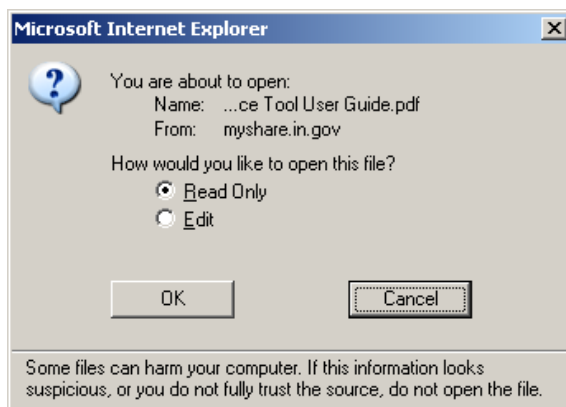 Microsoft Internet Explorer
You are about to open:
Name: ...ce Tool User Guide.pdf
From: myshare.in.gov
How would you like to open this file?
Read Only
Edit
OK Cancel
Some files can harm your computer. If this information looks
suspicious, or you do not fully trust the source, do not open the file.